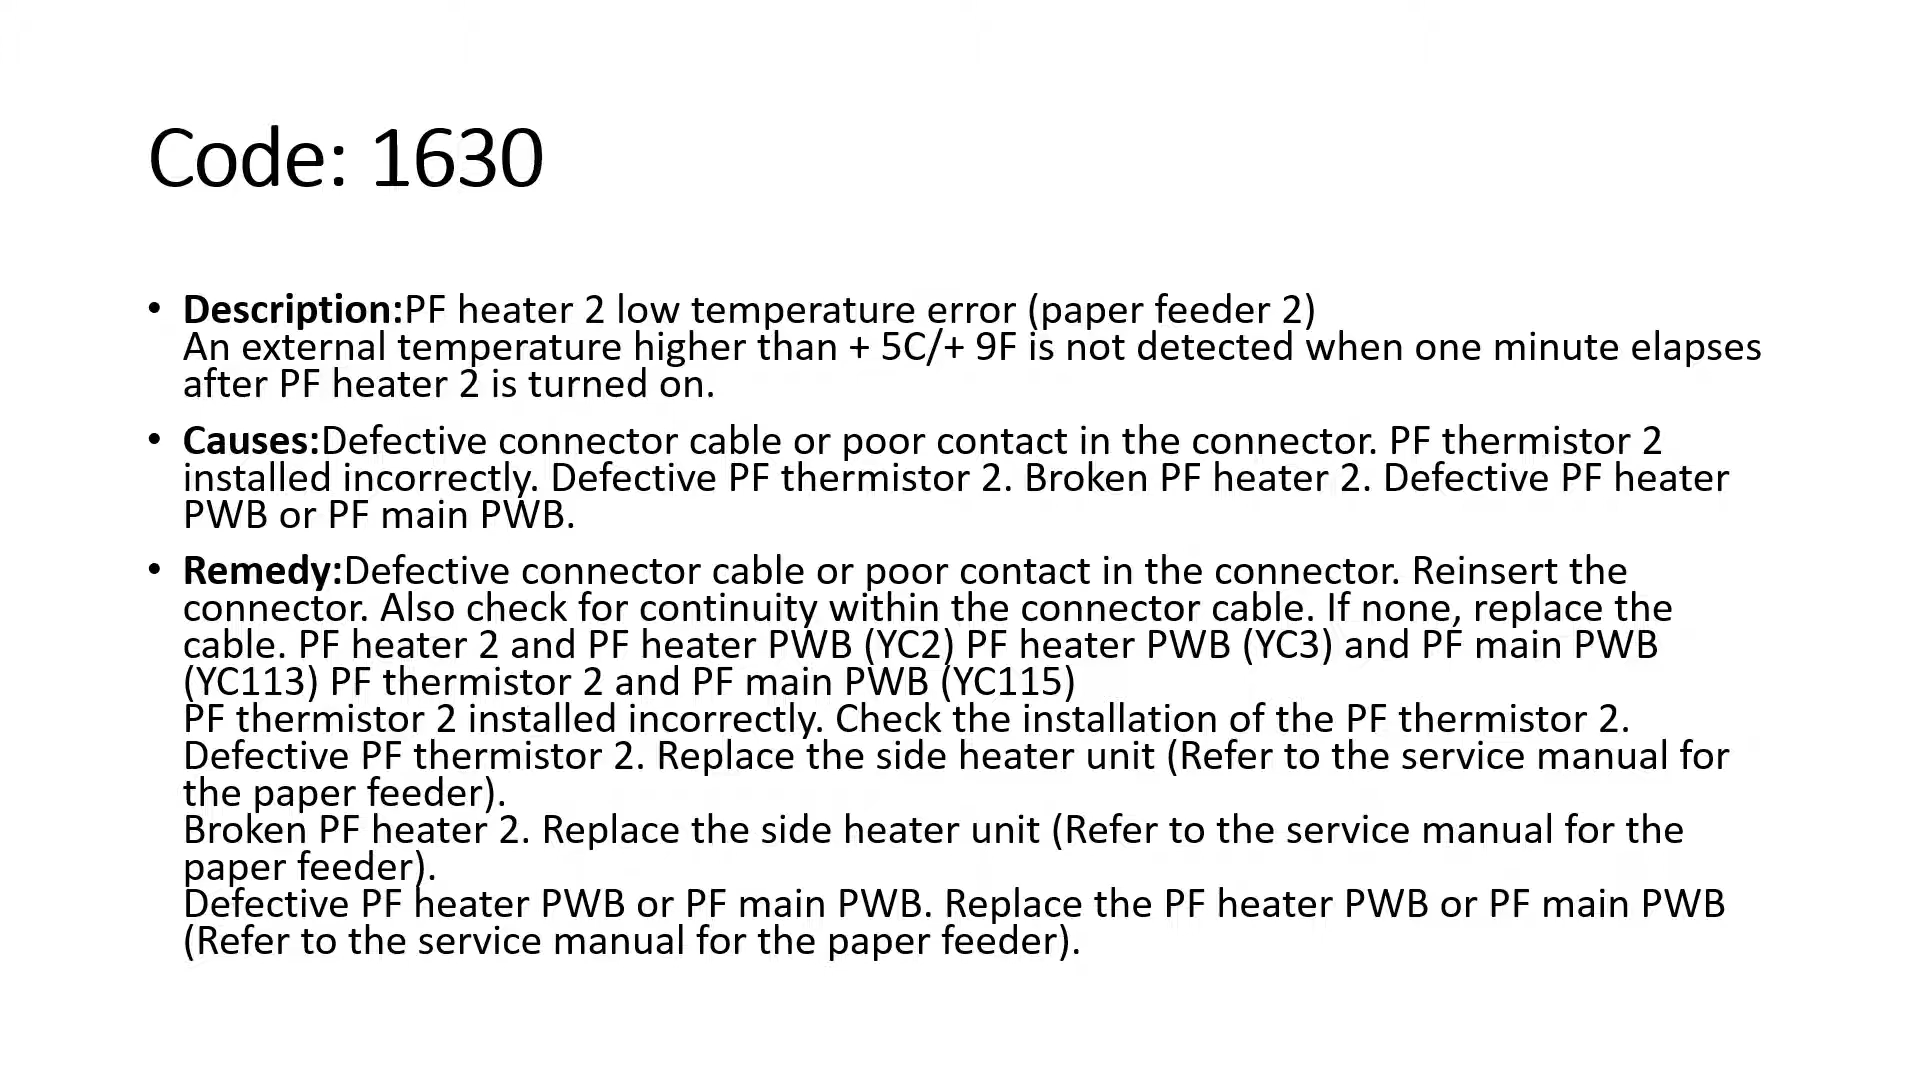 Code: 1630
• Description:PF heater 2 low temperature error (paper feeder 2)
An external temperature higher than + 5C/+ 9F is not detected when one minute elapses
after PF heater 2 is turned on.
• Causes:Defective connector cable or poor contact in the connector. PF thermistor 2
installed incorrectly. Defective PF thermistor 2. Broken PF heater 2. Defective PF heater
PWB or PF main PWB.
• Remedy:Defective connector cable or poor contact in the connector. Reinsert the
connector. Also check for continuity within the connector cable. If none, replace the
cable. PF heater 2 and PF heater PWB (YC2) PF heater PWB (YC3) and PF main PWB
(YC113) PF thermistor 2 and PF main PWB (YC115)
PF thermistor 2 installed incorrectly. Check the installation of the PF thermistor 2.
Defective PF thermistor 2. Replace the side heater unit (Refer to the service manual for
the paper feeder).
Broken PF heater 2. Replace the side heater unit (Refer to the service manual for the
paper feeder).
Defective PF heater PWB or PF main PWB. Replace the PF heater PWB or PF main PWB
(Refer to the service manual for the paper feeder).